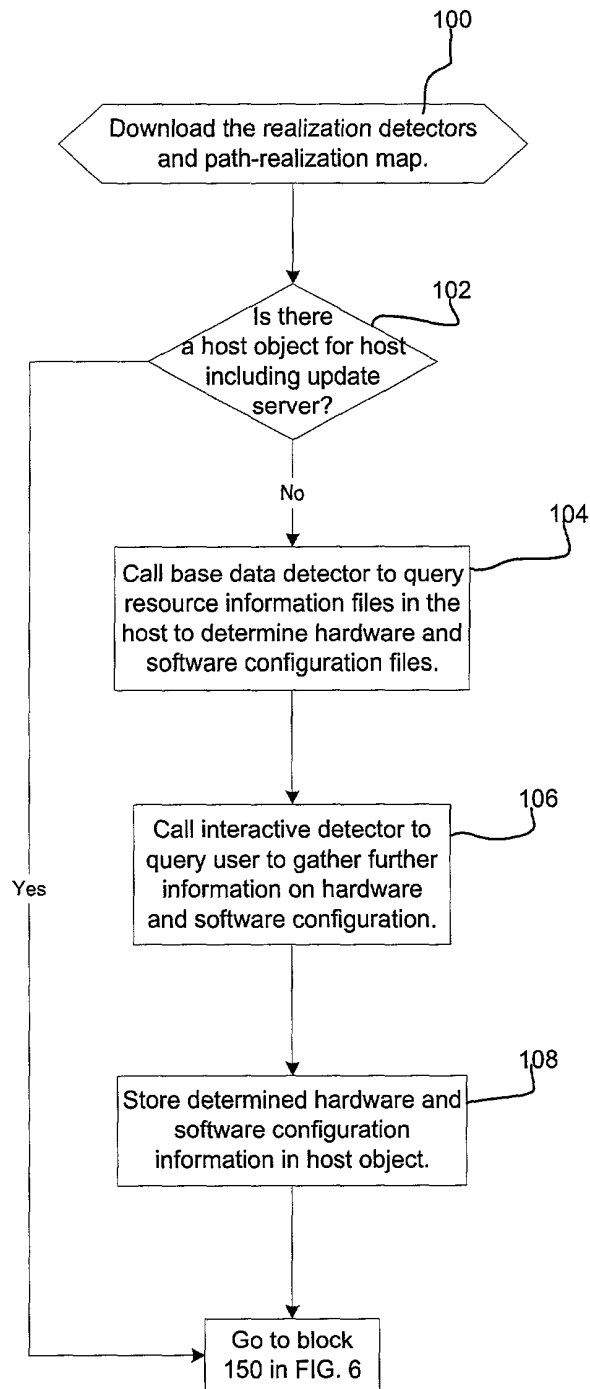 100
Download the realization detectors
and path-realization map.
102
Is there
a host object for host
including update
server?
No
104
Call base data detector to query
resource information files in the
host to determine hardware and
software configuration files.
106
Call interactive detector to
query user to gather further
information on hardware
and software configuration.
Yes
108
Store determined hardware and
software configuration
information in host object.
Go to block
150 in FIG. 6